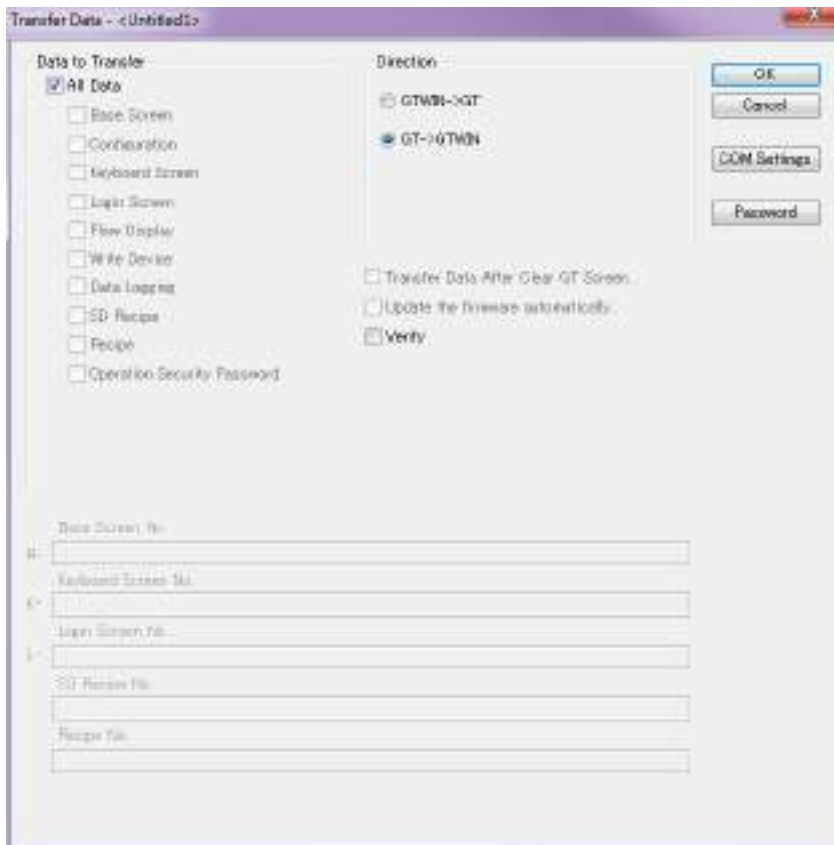 Transfer Data - <Untitled1>
Data to Transfer
All Data
Base Screen
Configuration
Keyboard Screen
Login Screen
Flow Display
Write Device
Data Logging
SD Recipe
Recipe
Operation Security Password
Direction
GTWIN->GT
GT->GTWIN
Transfer Data After Clear GT Screen.
Update the firmware automatically.
Verify
OK
Cancel
COM Settings
Password
Base Screen No.
Keyboard Screen No.
Login Screen No.
SD Recipe No.
Recipe No.